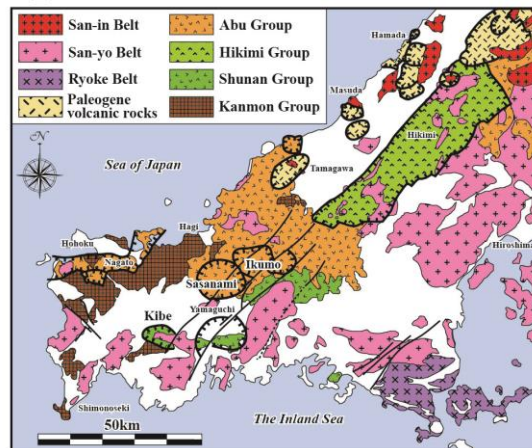 San-in Belt
San-yo Belt
Ryoke Belt
Paleogene
volcanic rocks
Abu Group
Hikimi Group
Shunan Group
Kanmon Group
Hamada
Masuda
Hikimi
N
Sea of Japan
Tamagawa
Hagi
Hohoku
Nagato
Hiroshima
Ikumo
Sasanami
Yamaguchi
Kibe
Shimonoseki
The Inland Sea
50km